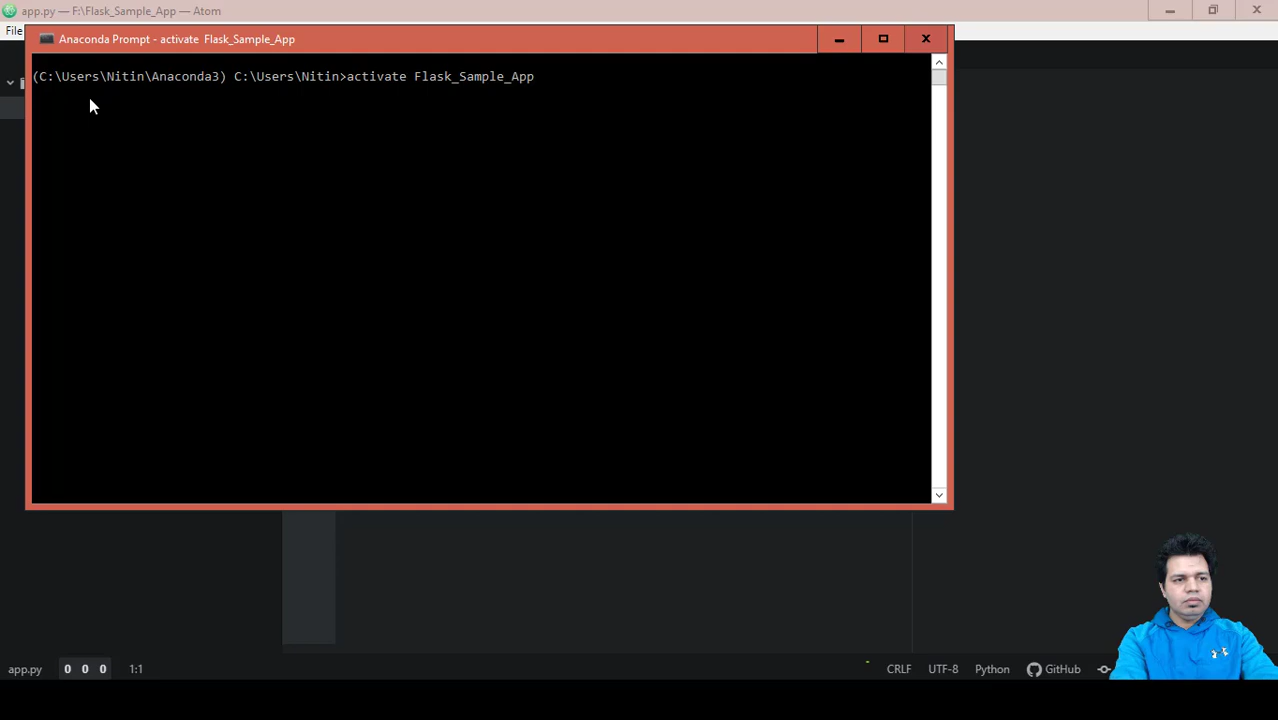 app.py — F:\Flask_Sample_App — Atom
File
Anaconda Prompt - activate  Flask_Sample_App
(C:\Users\Nitin\Anaconda3) C:\Users\Nitin>activate Flask_Sample_App
app.py 0 0 0 1:1 CRLF UTF-8 Python GitHub